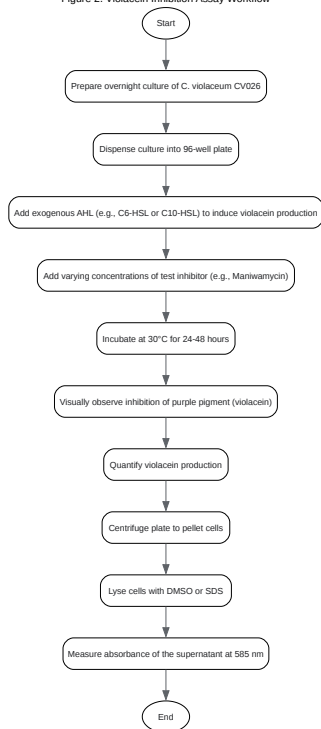 Figure 2: Violacein Inhibition Assay Workflow
Start
Prepare overnight culture of C. violaceum CV026
Dispense culture into 96-well plate
Add exogenous AHL (e.g., C6-HSL or C10-HSL) to induce violacein production
Add varying concentrations of test inhibitor (e.g., Maniwamycin)
Incubate at 30°C for 24-48 hours
Visually observe inhibition of purple pigment (violacein)
Quantify violacein production
Centrifuge plate to pellet cells
Lyse cells with DMSO or SDS
Measure absorbance of the supernatant at 585 nm
End